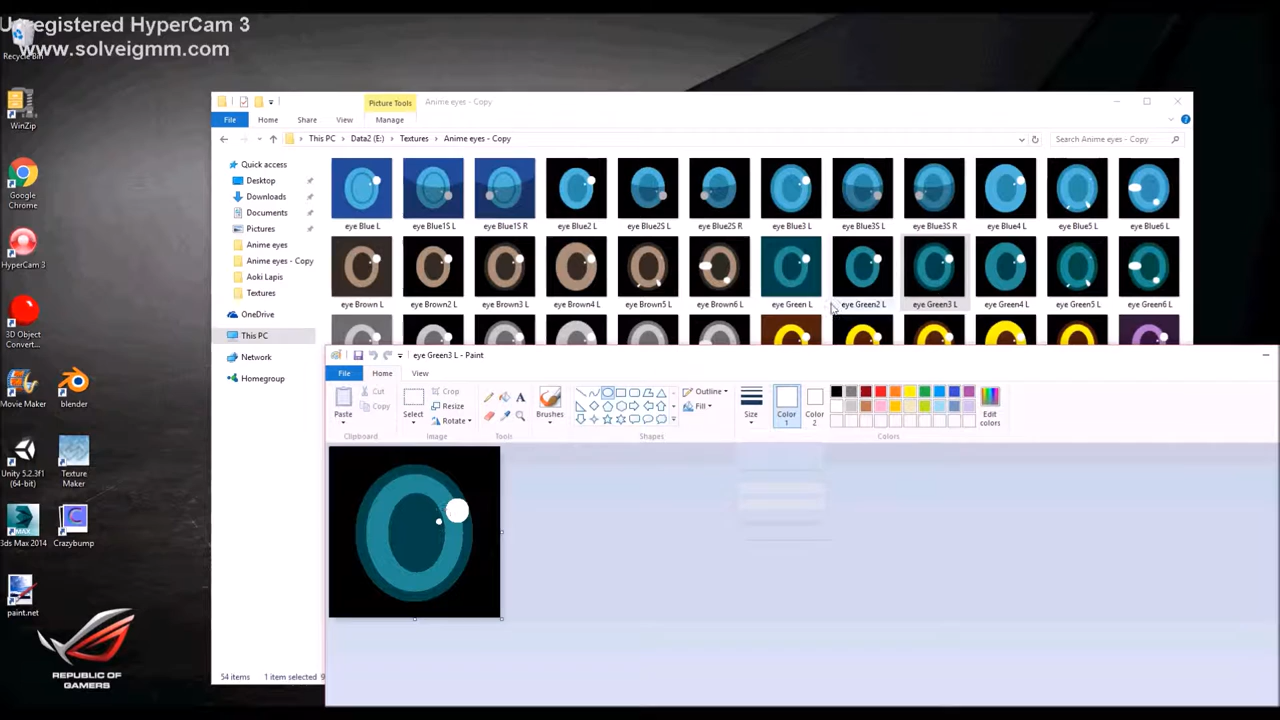 Unregistered HyperCam 3
www.solveigmm.com
Recycle Bin
WinZip
Google Chrome
HyperCam 3
3D Object Convert...
Movie Maker
blender
Unity 5.2.3f1 (64-bit)
Texture Maker
3ds Max 2014
Crazybump
paint.net
REPUBLIC OF
GAMERS
Picture Tools
Anime eyes - Copy
File Home Share View Manage
This PC Data2 (E:) Textures Anime eyes - Copy
Search Anime eyes - Copy
Quick access
Desktop
Downloads
Documents
Pictures
Anime eyes
Anime eyes - Copy
Aoki Lapis
Textures
OneDrive
This PC
Network
Homegroup
eye Blue L eye Blue1S L eye Blue1S R eye Blue2 L eye Blue2S L eye Blue2S R eye Blue3 L eye Blue3S L eye Blue3S R eye Blue4 L eye Blue5 L eye Blue6 L
eye Brown L eye Brown2 L eye Brown3 L eye Brown4 L eye Brown5 L eye Brown6 L eye Green L eye Green2 L eye Green3 L eye Green4 L eye Green5 L eye Green6 L
54 items 1 item selected 9
eye Green3 L - Paint
File Home View
Paste
Cut
Copy
Clipboard
Select
Crop
Resize
Rotate
Image
A
Tools
Brushes
Shapes
Outline
Fill
Size
Color 1
Color 2
Edit colors
Colors